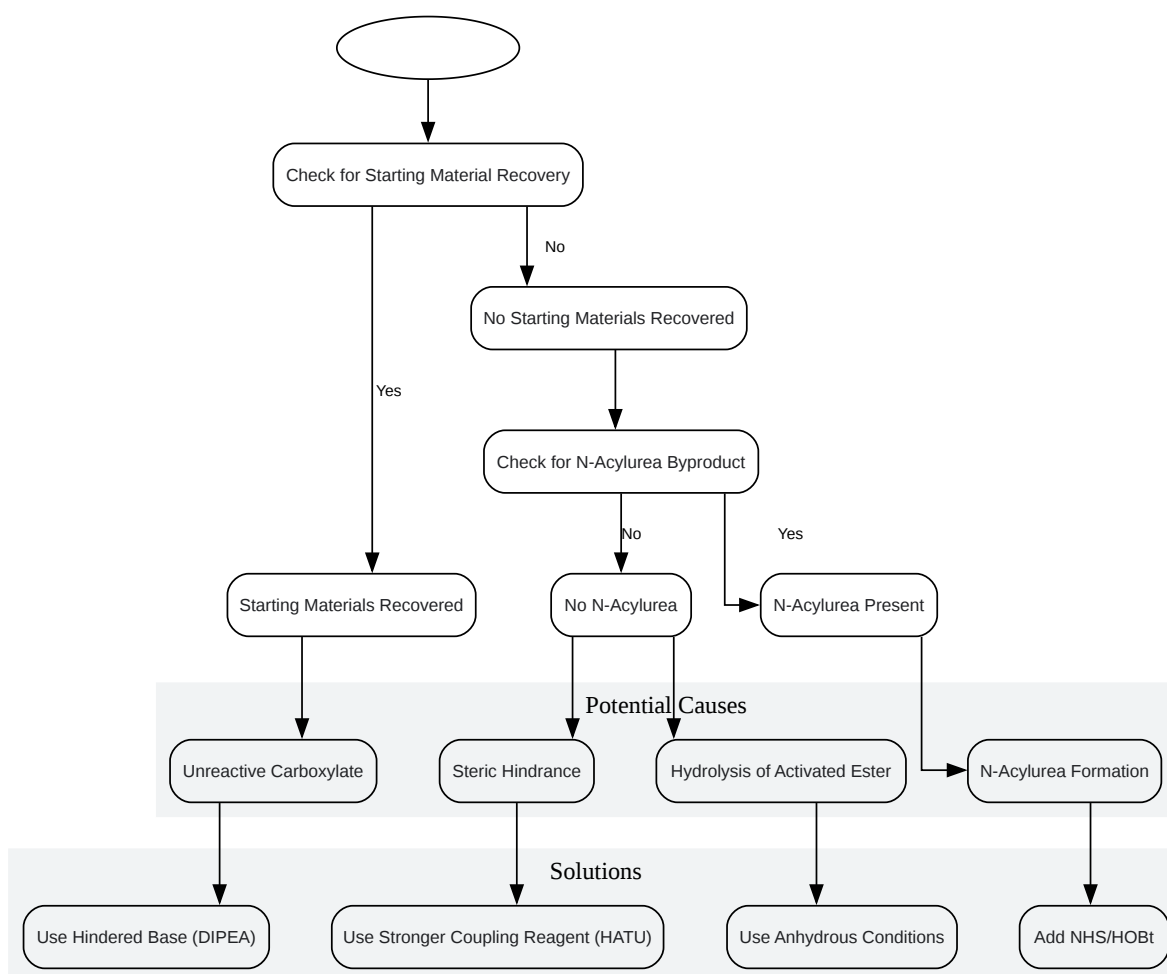 Check for Starting Material Recovery
No
No Starting Materials Recovered
Yes
Check for N-Acylurea Byproduct
No
Yes
Starting Materials Recovered
No N-Acylurea
N-Acylurea Present
Potential Causes
Unreactive Carboxylate
Steric Hindrance
Hydrolysis of Activated Ester
N-Acylurea Formation
Solutions
Use Hindered Base (DIPEA)
Use Stronger Coupling Reagent (HATU)
Use Anhydrous Conditions
Add NHS/HOBt